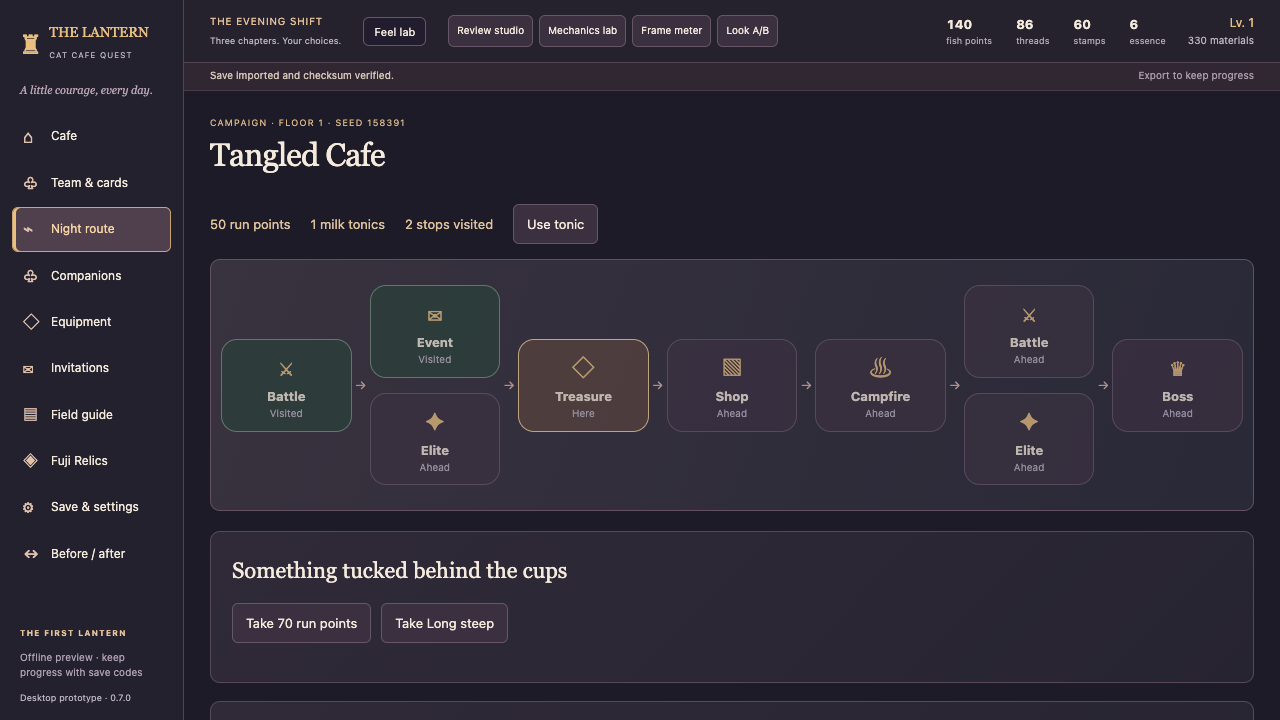 THE LANTERN
CAT CAFE QUEST
A little courage, every day.
Cafe
Team & cards
Night route
Companions
Equipment
Invitations
Field guide
Fuji Relics
Save & settings
Before / after
THE FIRST LANTERN
Offline preview · keep
progress with save codes
Desktop prototype · 0.7.0
THE EVENING SHIFT
Three chapters. Your choices.
Feel lab
Review studio
Mechanics lab
Frame meter
Look A/B
140
fish points
86
threads
60
stamps
6
essence
Lv. 1
330 materials
Save imported and checksum verified.
Export to keep progress
CAMPAIGN · FLOOR 1 · SEED 158391
Tangled Cafe
50 run points
1 milk tonics
2 stops visited
Use tonic
Battle
Visited
→
Event
Visited
Elite
Ahead
→
Treasure
Here
→
Shop
Ahead
→
Campfire
Ahead
→
Battle
Ahead
Elite
Ahead
→
Boss
Ahead
Something tucked behind the cups
Take 70 run points
Take Long steep